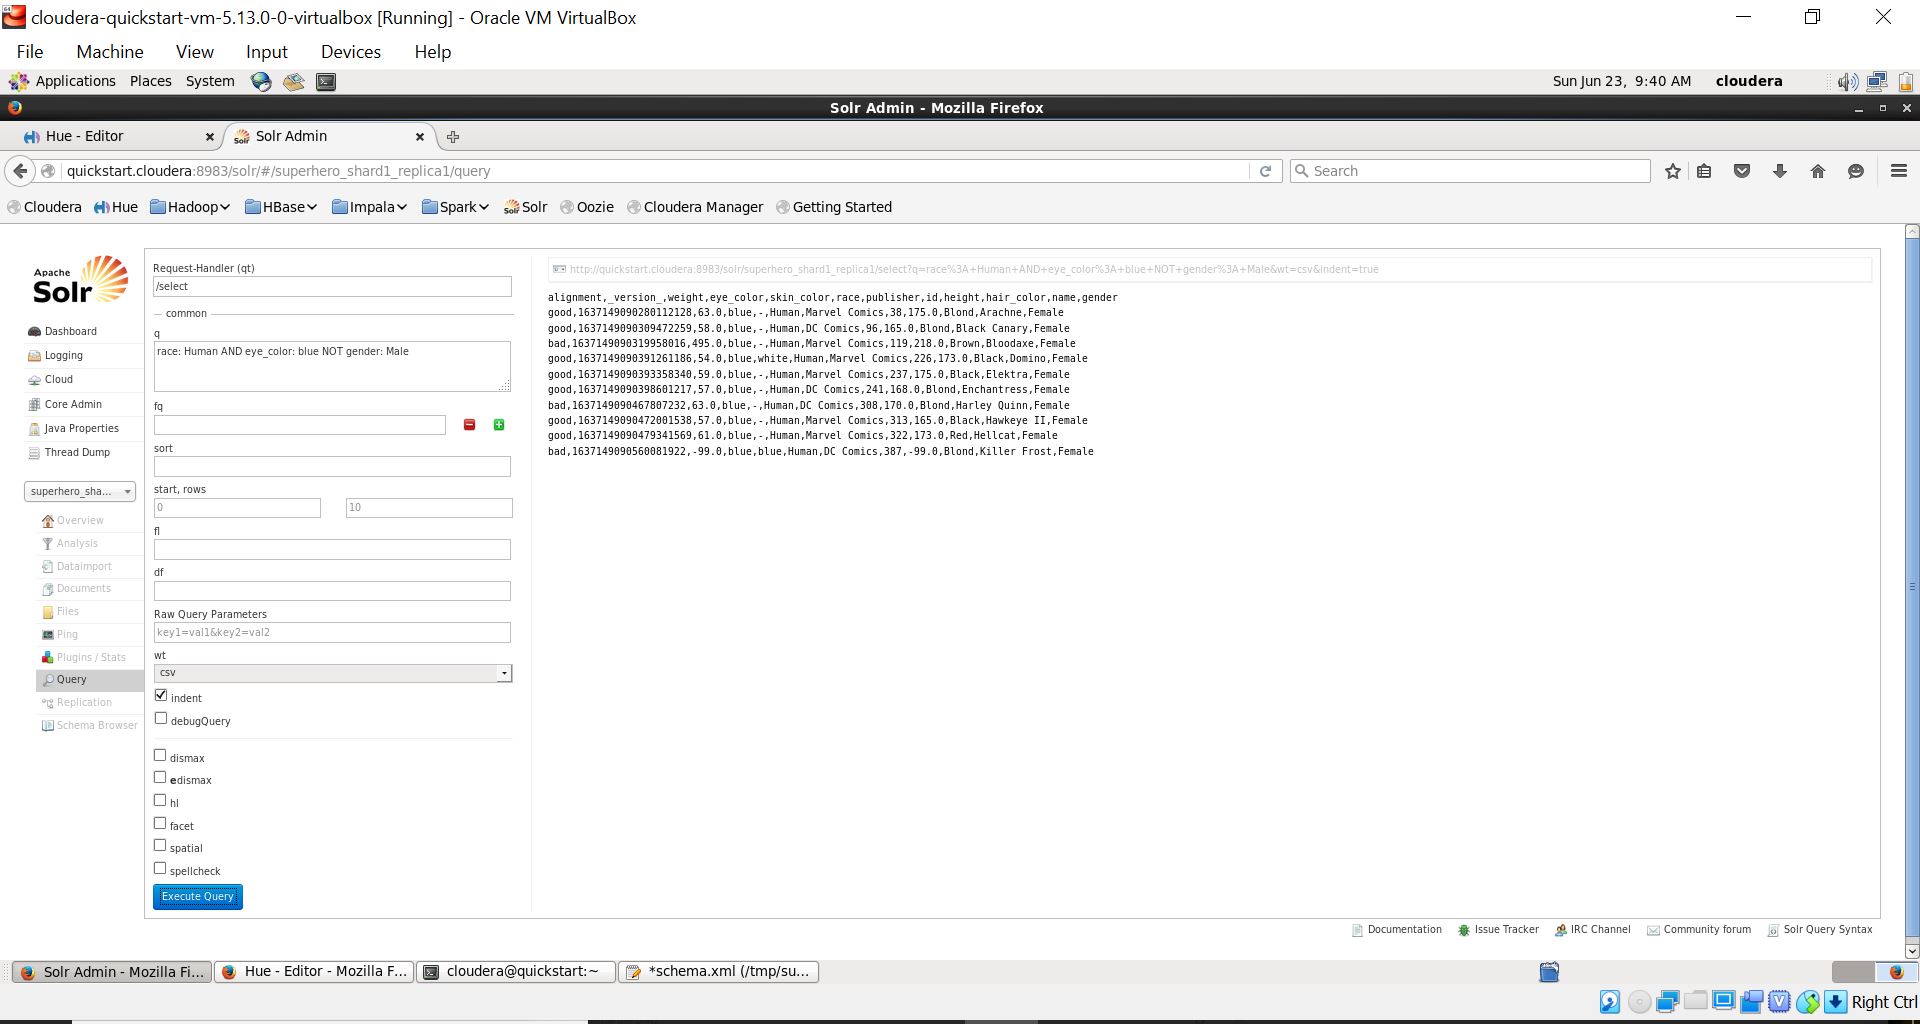 cloudera-quickstart-vm-5.13.0-0-virtualbox [Running] - Oracle VM VirtualBox
File Machine View Input Devices Help
Applications Places System Sun Jun 23, 9:40 AM cloudera
Solr Admin - Mozilla Firefox
Hue - Editor Solr Admin
quickstart.cloudera:8983/solr/#/superhero_shard1_replica1/query Search
Cloudera Hue Hadoop HBase Impala Spark Solr Oozie Cloudera Manager Getting Started
Apache
Solr
Dashboard
Logging
Cloud
Core Admin
Java Properties
Thread Dump
superhero_sha...
Overview
Analysis
Dataimport
Documents
Files
Ping
Plugins / Stats
Query
Replication
Schema Browser
Request-Handler (qt)
/select
common
q
race: Human AND eye_color: blue NOT gender: Male
fq
sort
start, rows
0 10
fl
df
Raw Query Parameters
key1=val1&key2=val2
wt
csv
indent
debugQuery
dismax
edismax
hl
facet
spatial
spellcheck
Execute Query
http://quickstart.cloudera:8983/solr/superhero_shard1_replica1/select?q=race%3A+Human+AND+eye_color%3A+blue+NOT+gender%3A+Male&wt=csv&indent=true
alignment,_version_,weight,eye_color,skin_color,race,publisher,id,height,hair_color,name,gender
good,1637149090280112128,63.0,blue,-,Human,Marvel Comics,38,175.0,Blond,Arachne,Female
good,1637149090309472259,58.0,blue,-,Human,DC Comics,96,165.0,Blond,Black Canary,Female
bad,1637149090319958016,495.0,blue,-,Human,Marvel Comics,119,218.0,Brown,Bloodaxe,Female
good,1637149090391261186,54.0,blue,white,Human,Marvel Comics,226,173.0,Black,Domino,Female
good,1637149090393358340,59.0,blue,-,Human,Marvel Comics,237,175.0,Black,Elektra,Female
good,1637149090398601217,57.0,blue,-,Human,DC Comics,241,168.0,Blond,Enchantress,Female
bad,1637149090467807232,63.0,blue,-,Human,DC Comics,308,170.0,Blond,Harley Quinn,Female
good,1637149090472001538,57.0,blue,-,Human,Marvel Comics,313,165.0,Black,Hawkeye II,Female
good,1637149090479341569,61.0,blue,-,Human,Marvel Comics,322,173.0,Red,Hellcat,Female
bad,1637149090560081922,-99.0,blue,blue,Human,DC Comics,387,-99.0,Blond,Killer Frost,Female
Documentation Issue Tracker IRC Channel Community forum Solr Query Syntax
Solr Admin - Mozilla Fi... Hue - Editor - Mozilla F... cloudera@quickstart:~ *schema.xml (/tmp/su...
Right Ctrl